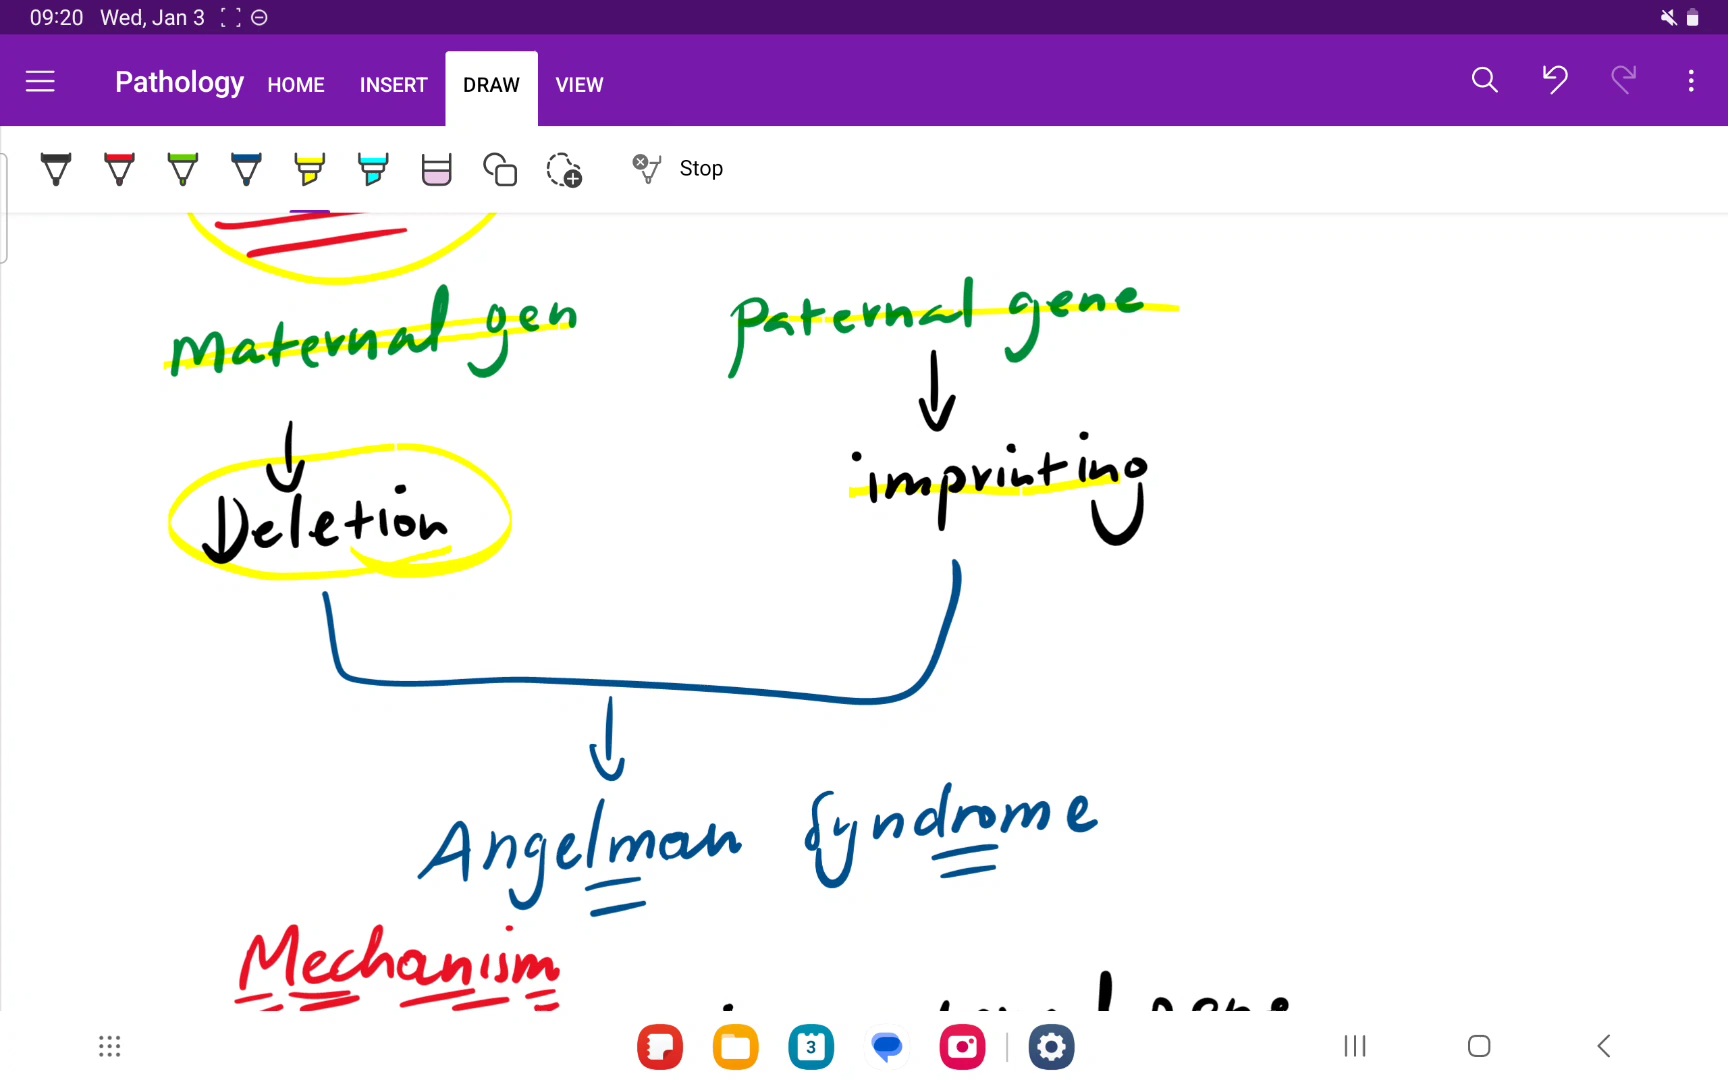 09:20 Wed, Jan 3
Pathology HOME INSERT DRAW VIEW
Stop
Maternal gen Paternal gene
Deletion imprinting
Angelman Syndrome
Mechanism
3